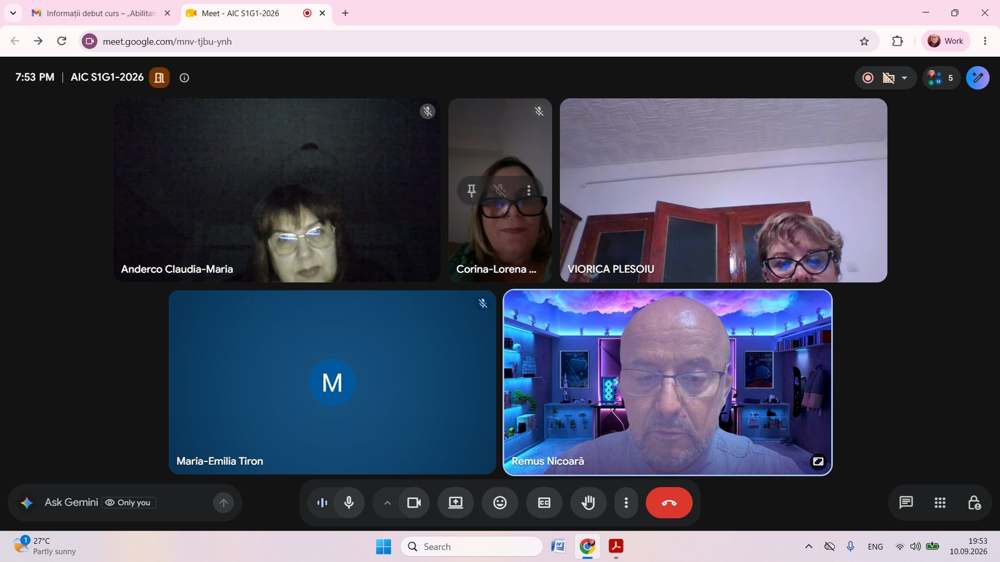 Informații debut curs – „Abilitare
Meet - AIC S1G1-2026
meet.google.com/mnv-tjbu-ynh
Work
7:53 PM | AIC S1G1-2026
5
Anderco Claudia-Maria
Corina-Lorena ...
VIORICA PLESOIU
M
Maria-Emilia Tiron
Remus Nicoară
Ask Gemini Only you
1
27°C
Partly sunny
Search
ENG
19:53
10.09.2026